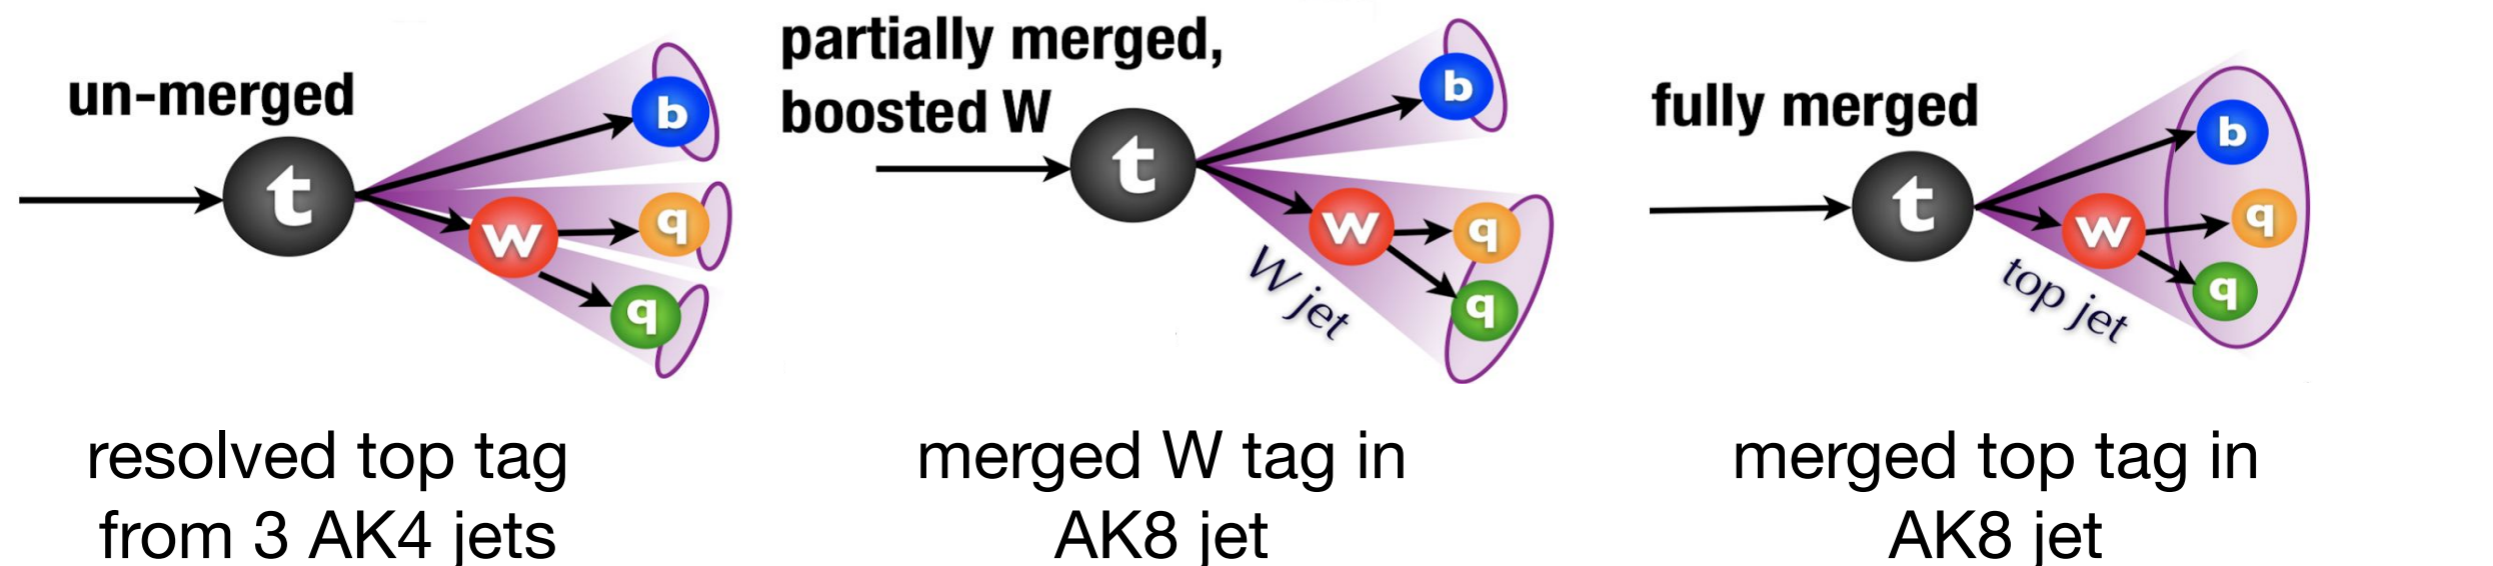 un-merged
t
b
w
q
q
resolved top tag
from 3 AK4 jets
partially merged,
boosted W
t
b
w
q
q
W jet
merged W tag in
AK8 jet
fully merged
t
b
w
q
q
top jet
merged top tag in
AK8 jet